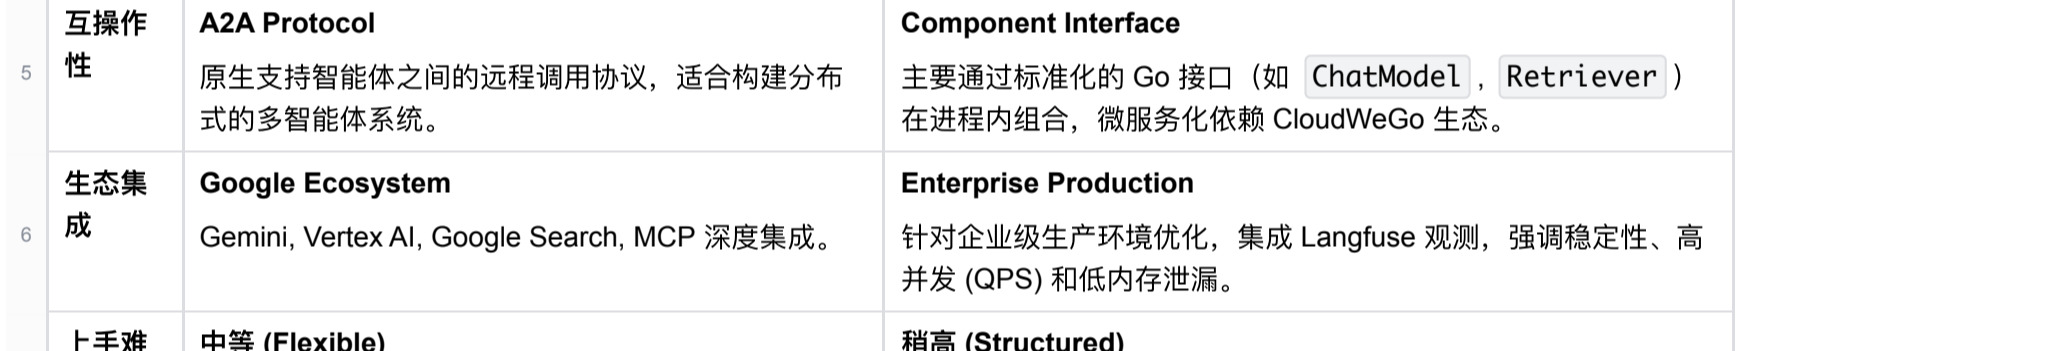 5
互操作
性
A2A Protocol
原生支持智能体之间的远程调用协议，适合构建分布
式的多智能体系统。
Component Interface
主要通过标准化的 Go 接口（如 ChatModel , Retriever ）
在进程内组合，微服务化依赖 CloudWeGo 生态。
6
生态集
成
Google Ecosystem
Gemini, Vertex AI, Google Search, MCP 深度集成。
Enterprise Production
针对企业级生产环境优化，集成 Langfuse 观测，强调稳定性、高
并发 (QPS) 和低内存泄漏。
上手难
中等 (Flexible)
稍高 (Structured)